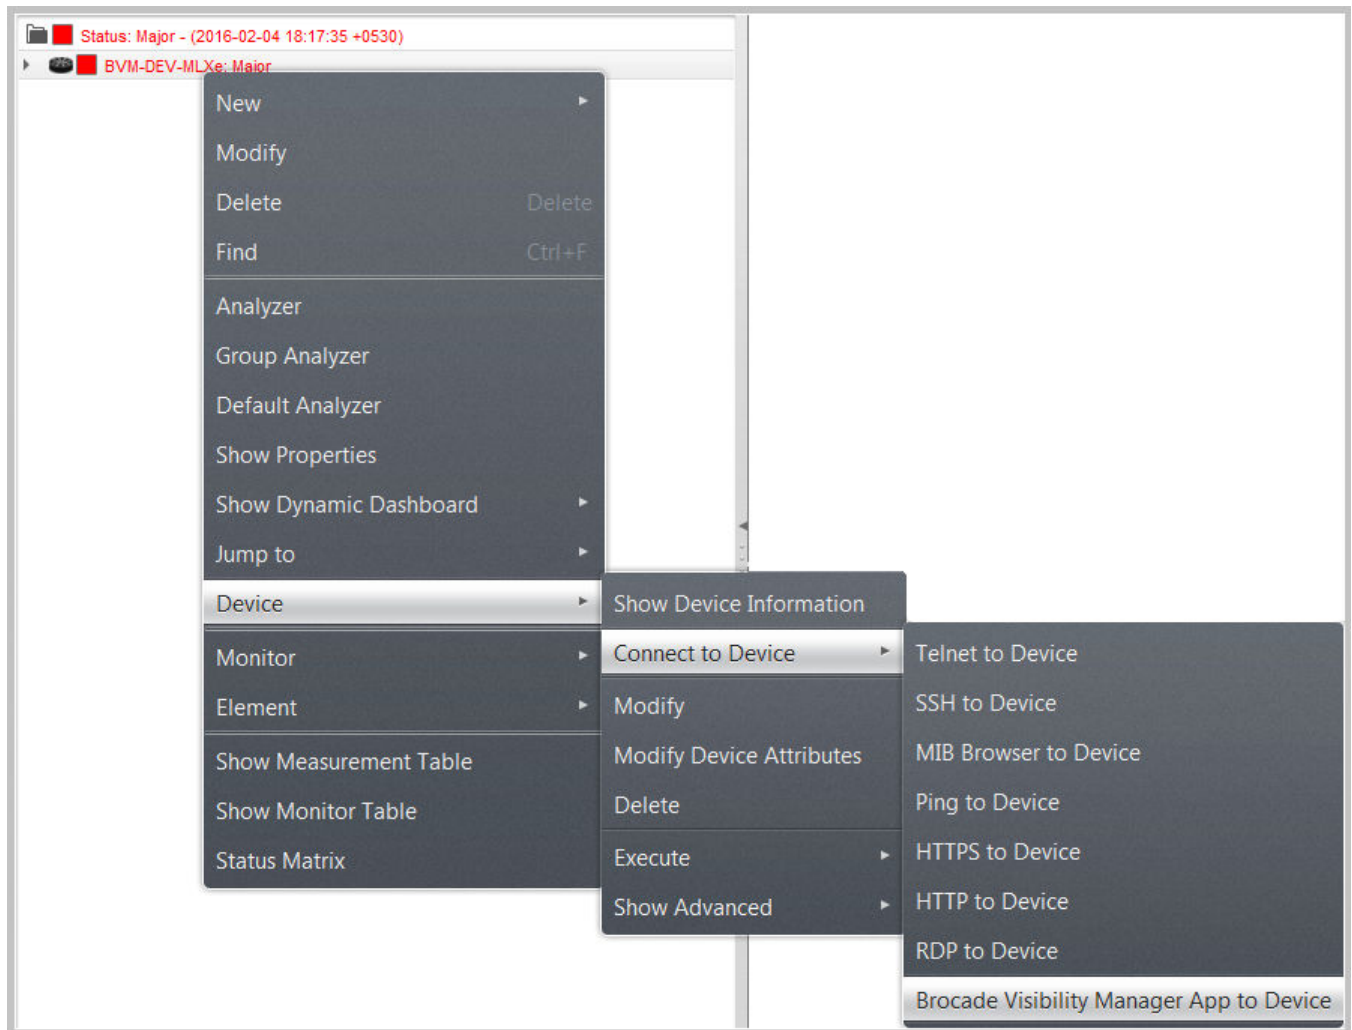 Status: Major - (2016-02-04 18:17:35 +0530)
BVM-DEV-MLXe: Major
New
Modify
Delete Delete
Find Ctrl+F
Analyzer
Group Analyzer
Default Analyzer
Show Properties
Show Dynamic Dashboard
Jump to
Device
Monitor
Element
Show Measurement Table
Show Monitor Table
Status Matrix
Show Device Information
Connect to Device
Modify
Modify Device Attributes
Delete
Execute
Show Advanced
Telnet to Device
SSH to Device
MIB Browser to Device
Ping to Device
HTTPS to Device
HTTP to Device
RDP to Device
Brocade Visibility Manager App to Device